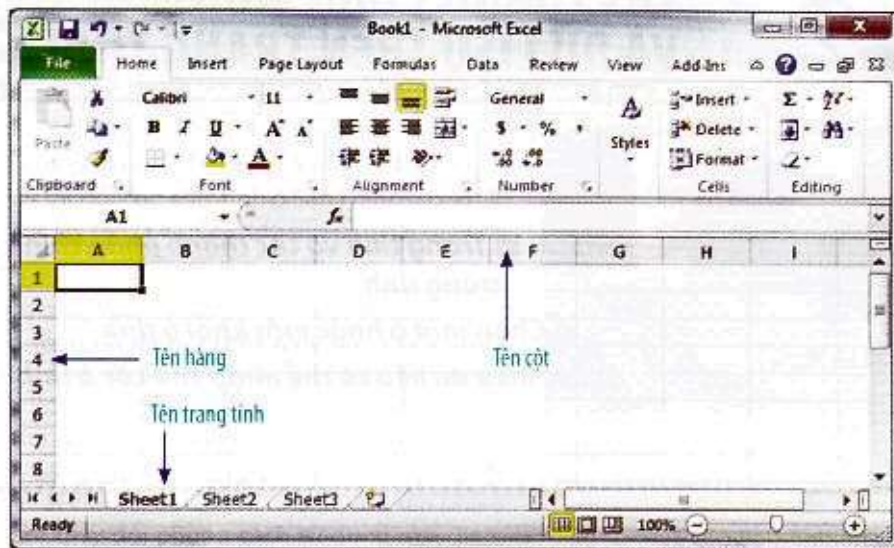 Book1 - Microsoft Excel
File Home Insert Page Layout Formulas Data Review View Add-Ins
Paste Calibri 11 General Styles Insert
B I U A A $ % , Delete
A Format
Clipboard Font Alignment Number Cells Editing
A1 fx
A B C D E F G H I
1
2
3
4 Tên hàng Tên cột
5
6 Tên trang tính
7
8
Sheet1 Sheet2 Sheet3
Ready 100%